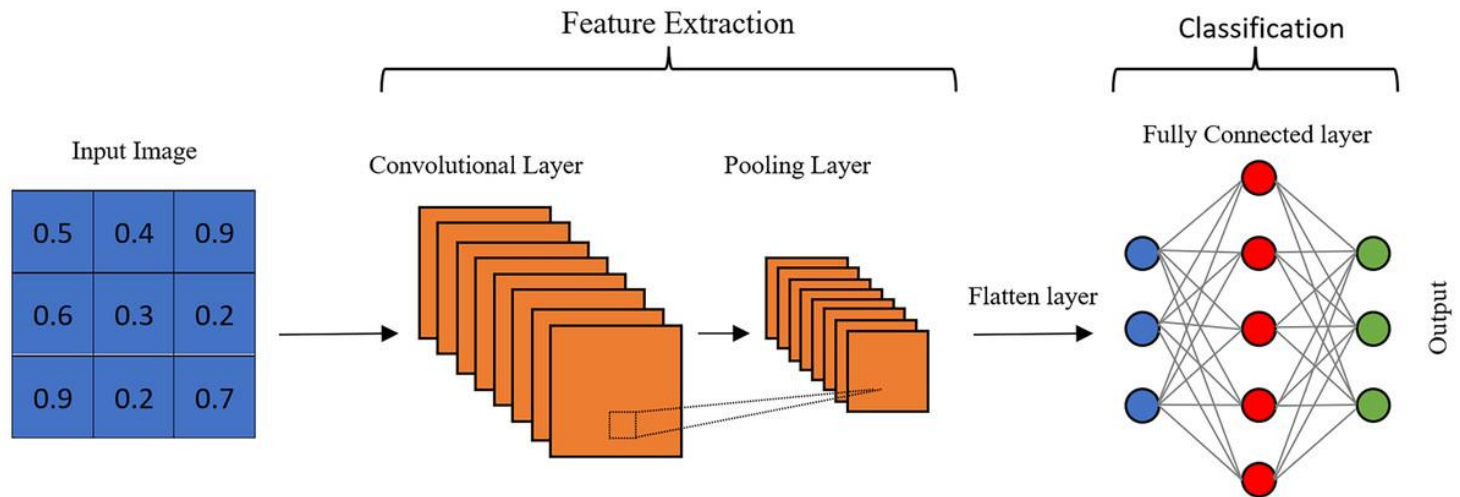 Feature Extraction
Classification
Input Image
Convolutional Layer
Pooling Layer
Fully Connected layer
0.5 0.4 0.9
0.6 0.3 0.2
0.9 0.2 0.7
Flatten layer
Output